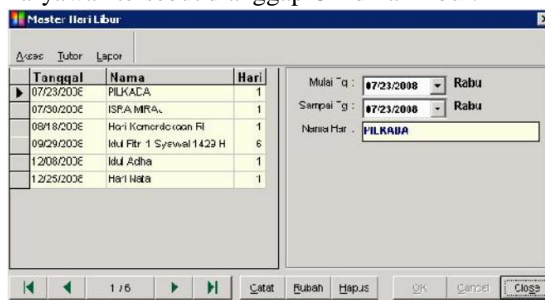 Master Hari Libur
Tutor
Tanggal Nama Hari
07/23/2008 PILKADA 1
07/30/2008 ISRA MIRAJ 1
08/18/2008 Hari Kemerdekaan RI 1
09/29/2008 Idul Fitri 1 Syawal 1429 H 6
12/08/2008 Idul Adha 1
12/25/2008 Hari Natal 1
Mulai Tg : 07/23/2008 Rabu
Sampai Tg : 07/23/2008 Rabu
Nama Hari : PILKADA
1 / 6 Catat Rubah Hapus OK Cancel Close